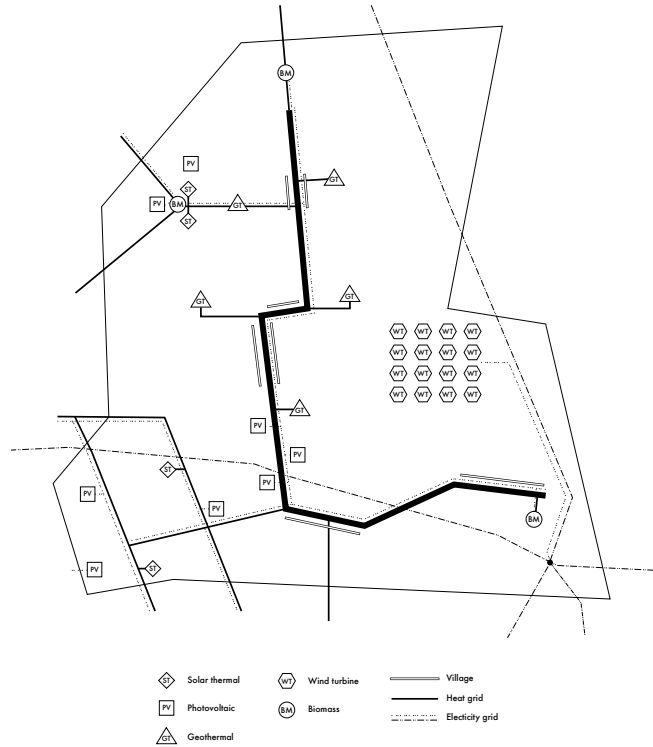 BM
PV
ST
GT
PV BM GT
ST
GT GT
WT WT WT WT
WT WT WT WT
WT WT WT WT
WT WT WT WT
GT
PV
PV
ST
PV
PV PV
BM
PV ST
ST Solar thermal
WT Wind turbine
Village
Heat grid
PV Photovoltaic
BM Biomass
Electicity grid
GT Geothermal